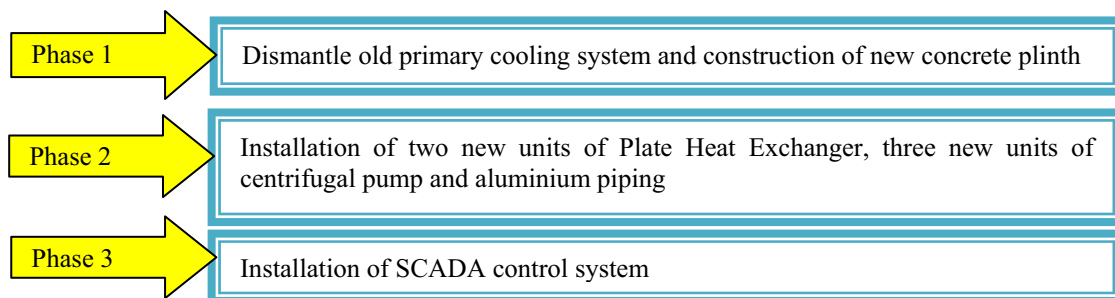 Phase 1
Dismantle old primary cooling system and construction of new concrete plinth
Phase 2
Installation of two new units of Plate Heat Exchanger, three new units of
centrifugal pump and aluminium piping
Phase 3
Installation of SCADA control system